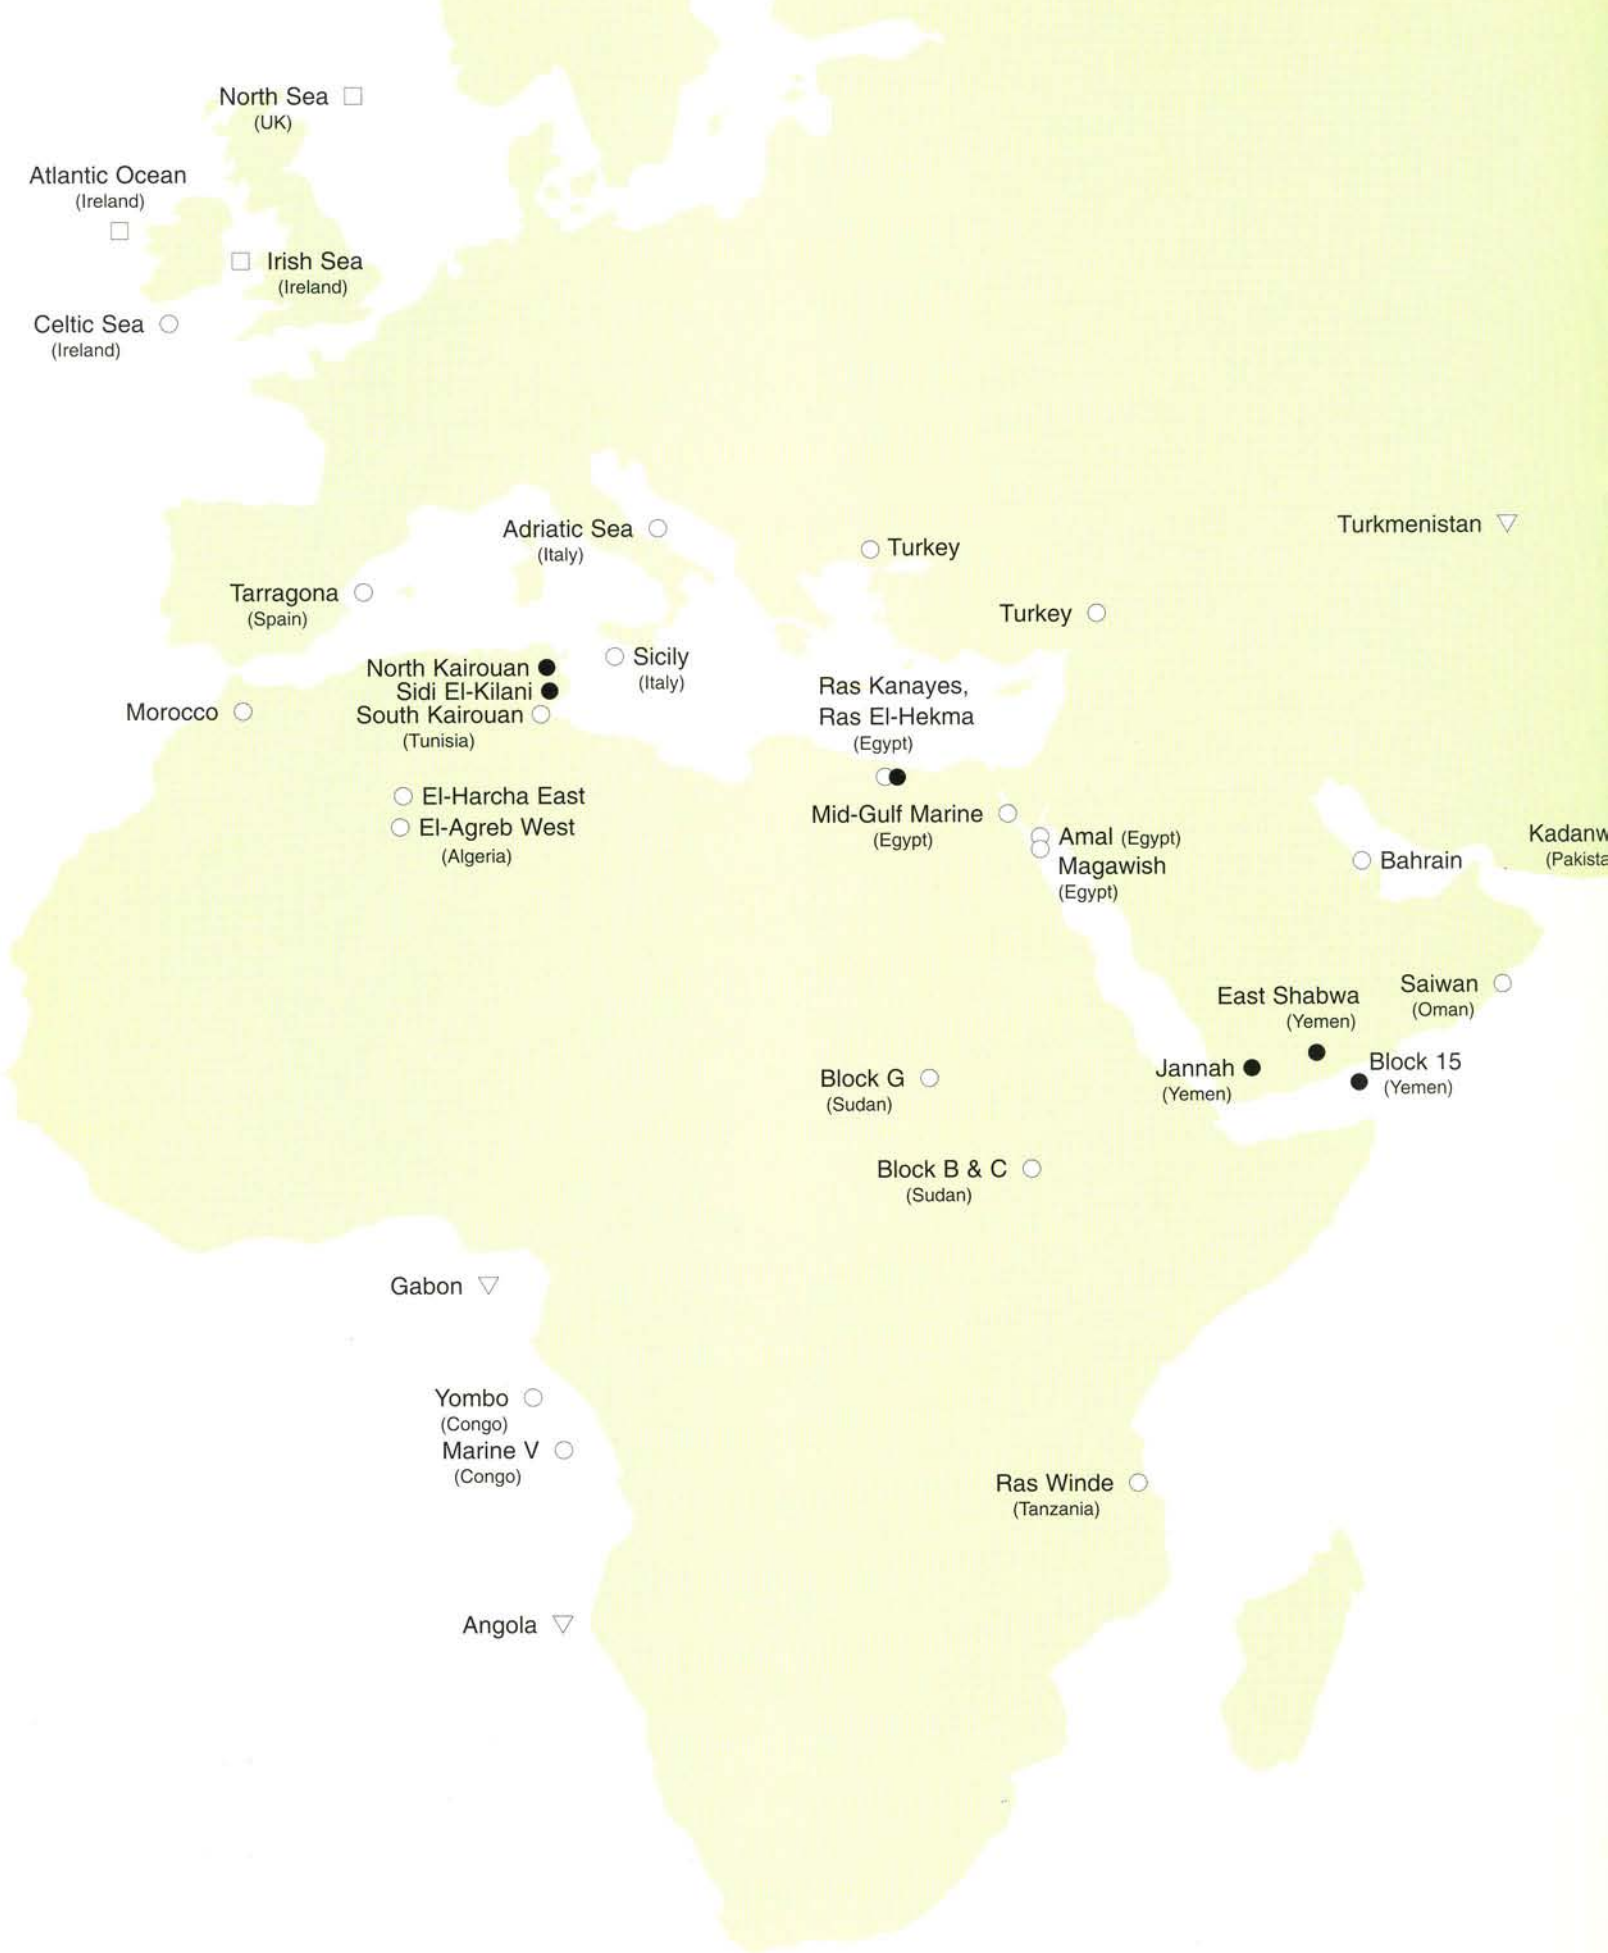 North Sea
(UK)
Atlantic Ocean
(Ireland)
Irish Sea
(Ireland)
Celtic Sea
(Ireland)
Adriatic Sea
(Italy)
Turkey
Turkmenistan
Tarragona
(Spain)
Turkey
North Kairouan
Sidi El-Kilani
South Kairouan
(Tunisia)
Sicily
(Italy)
Morocco
Ras Kanayes,
Ras El-Hekma
(Egypt)
El-Harcha East
El-Agreb West
(Algeria)
Mid-Gulf Marine
(Egypt)
Amal (Egypt)
Magawish
(Egypt)
Bahrain
Kadanw
(Pakista
Saiwan
(Oman)
East Shabwa
(Yemen)
Jannah
(Yemen)
Block 15
(Yemen)
Block G
(Sudan)
Block B & C
(Sudan)
Gabon
Yombo
(Congo)
Marine V
(Congo)
Ras Winde
(Tanzania)
Angola